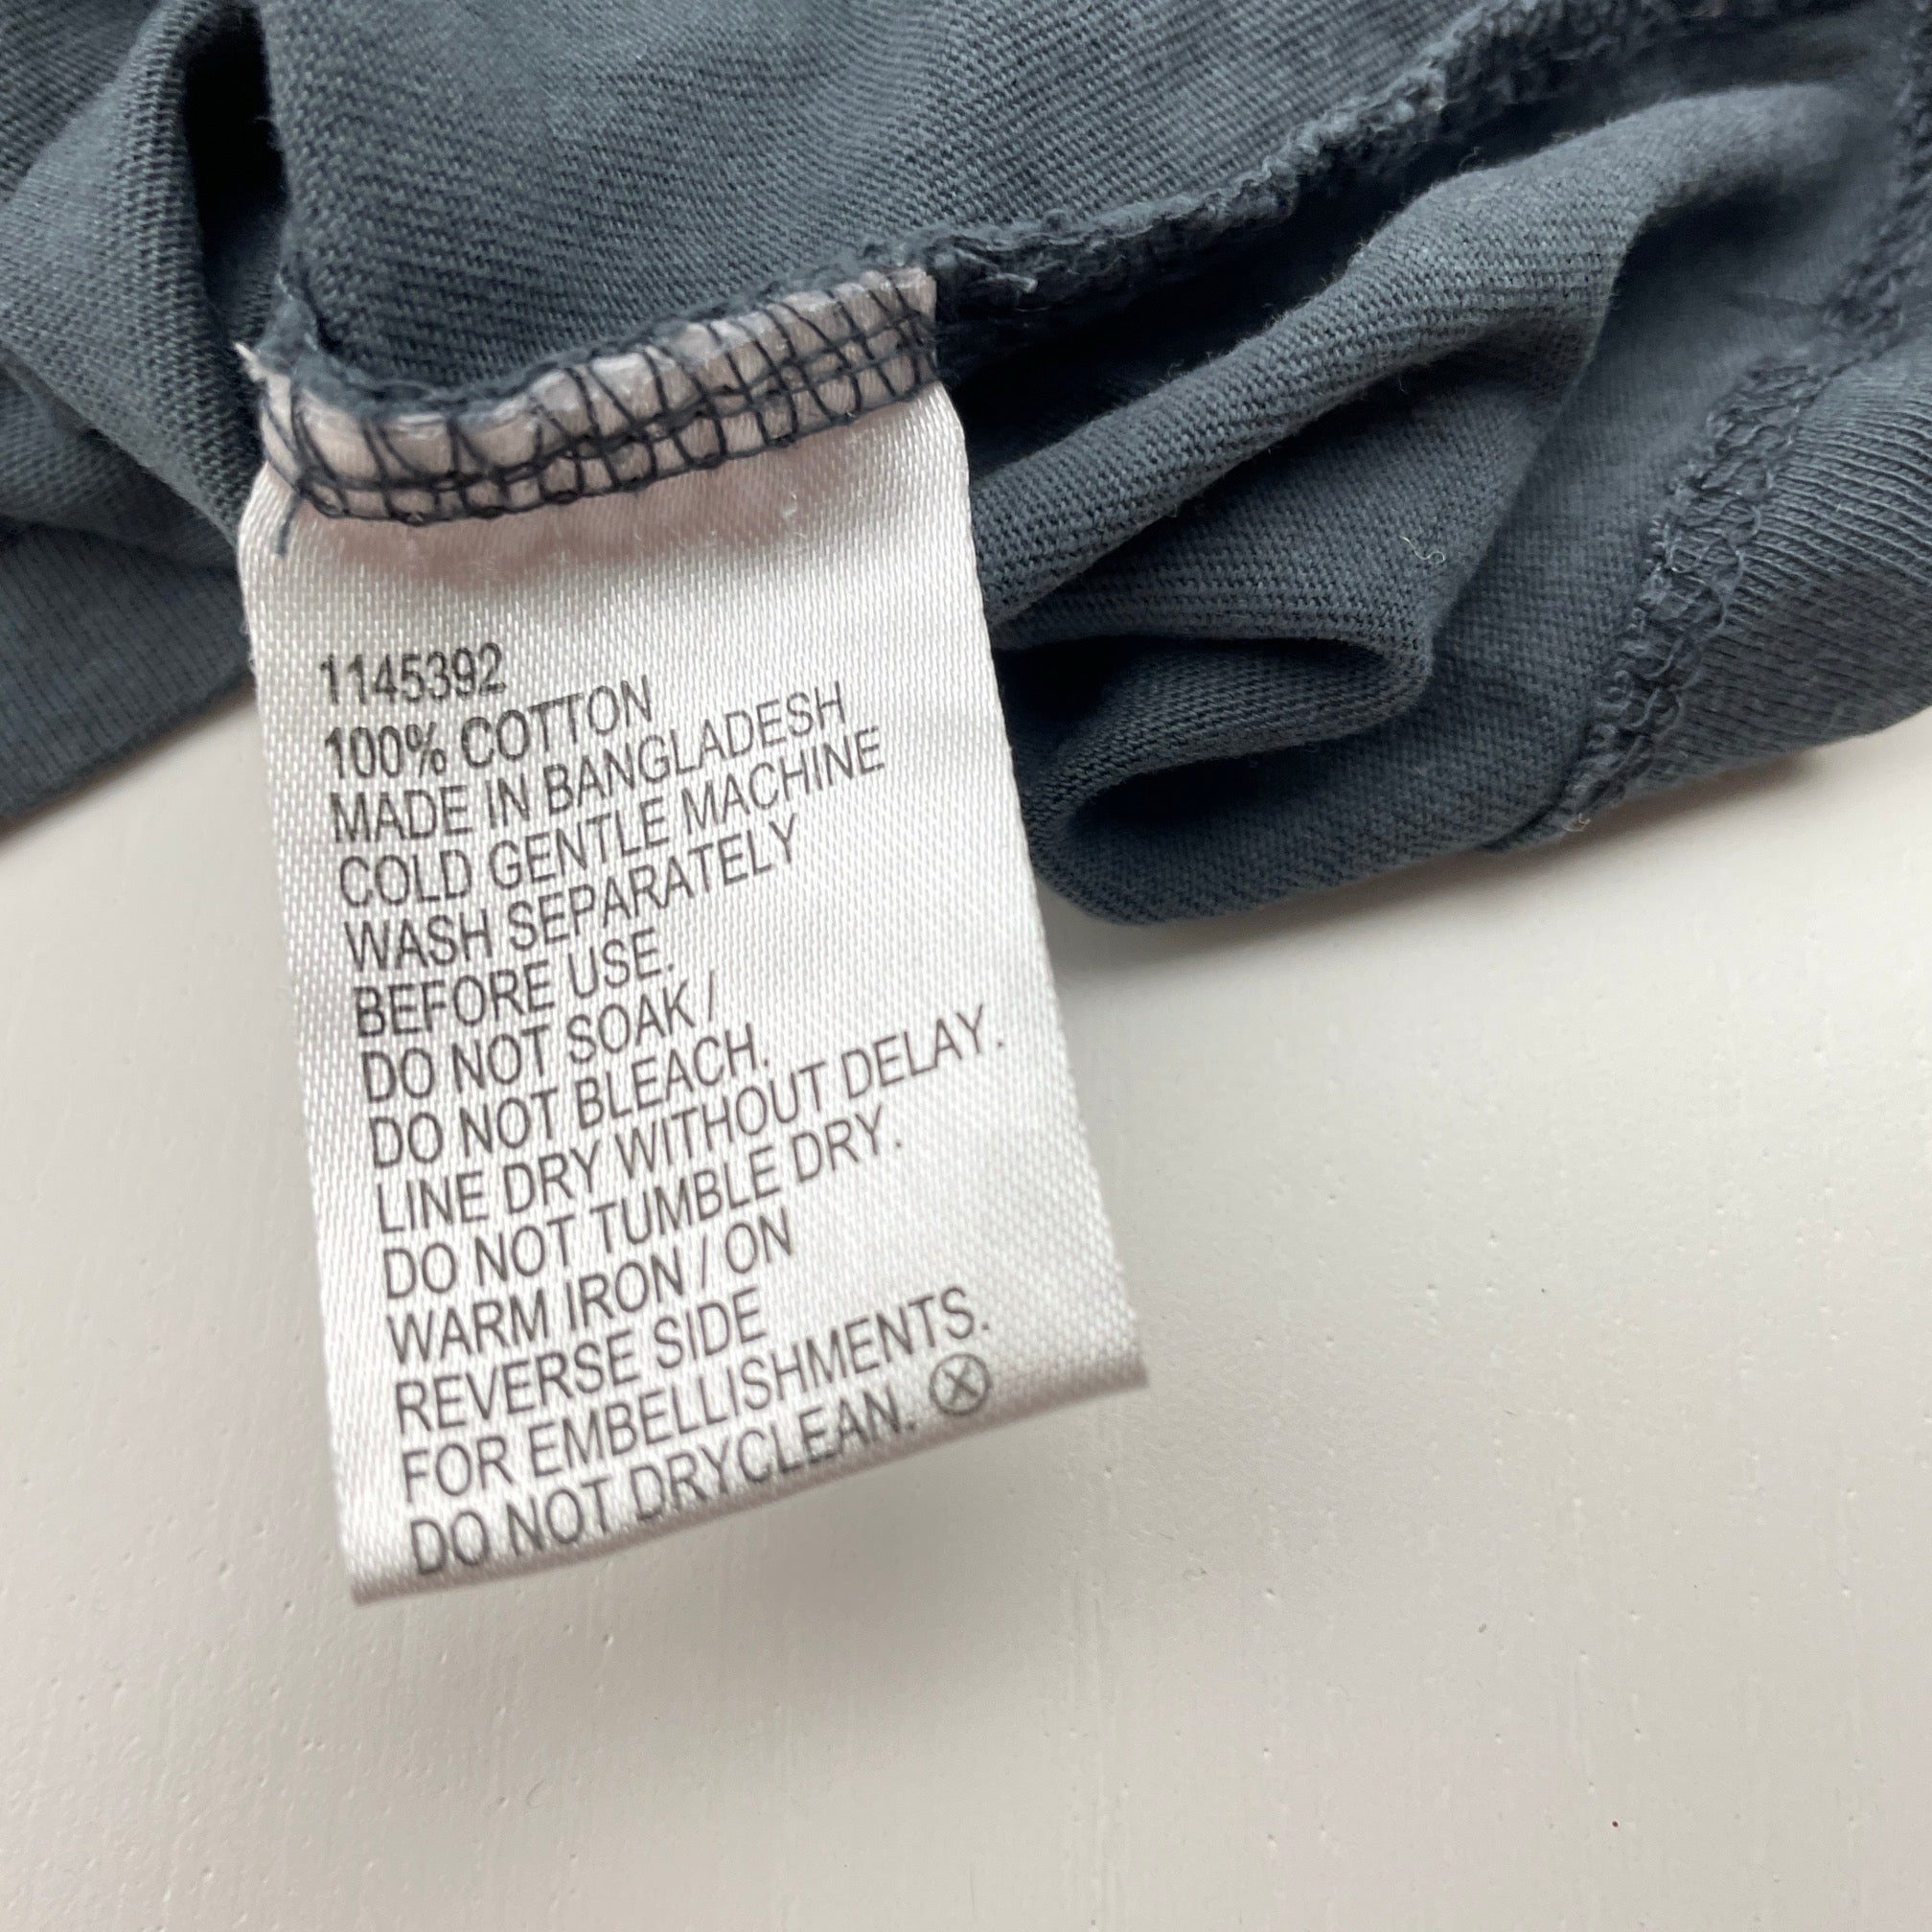 1145392
100% COTTON
MADE IN BANGLADESH
COLD GENTLE MACHINE
WASH SEPARATELY
BEFORE USE.
DO NOT SOAK /
DO NOT BLEACH.
LINE DRY WITHOUT DELAY.
DO NOT TUMBLE DRY.
WARM IRON / ON
REVERSE SIDE
FOR EMBELLISHMENTS.
DO NOT DRYCLEAN. ⓧ